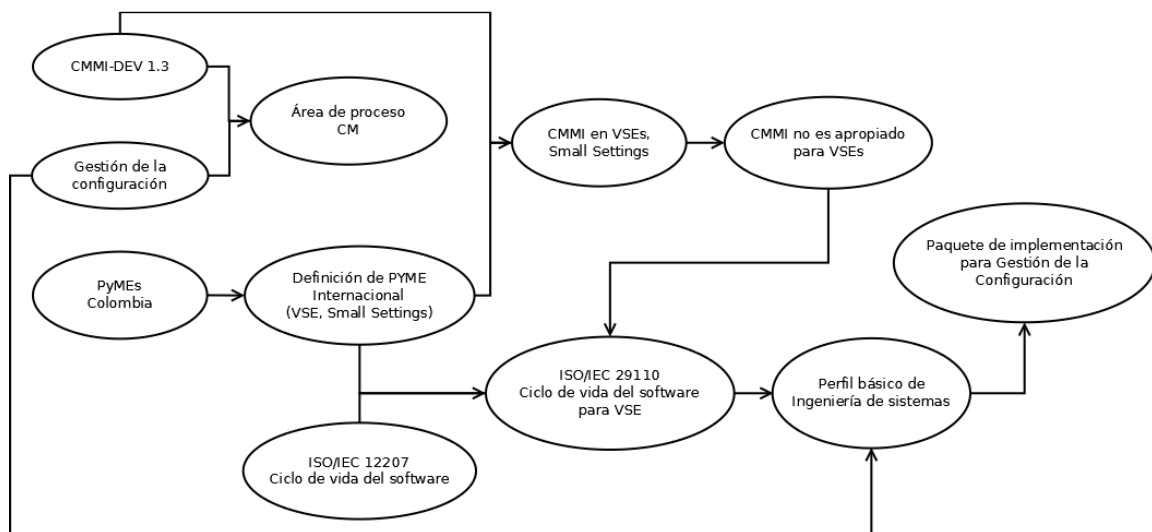 CMMI-DEV 1.3
Área de proceso
CM
Gestión de la
configuración
CMMI en VSEs,
Small Settings
CMMI no es apropiado
para VSEs
PyMEs
Colombia
Definición de PYME
Internacional
(VSE, Small Settings)
Paquete de implementación
para Gestión de la
Configuración
ISO/IEC 29110
Ciclo de vida del software
para VSE
Perfil básico de
Ingeniería de sistemas
ISO/IEC 12207
Ciclo de vida del software